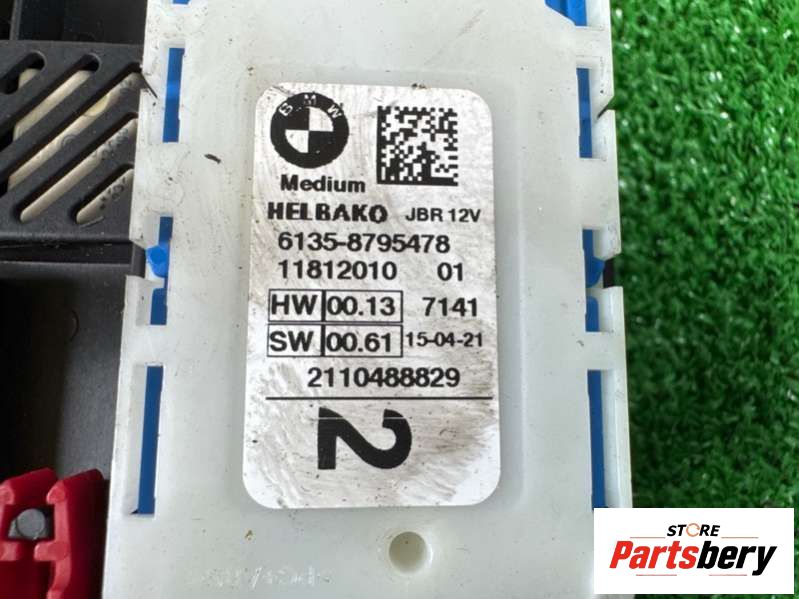 BMW
Medium
HELBAKO JBR 12V
6135-8795478
11812010 01
HW 00.13 7141
SW 00.61 15-04-21
2110488829
2
STORE
Partsbery